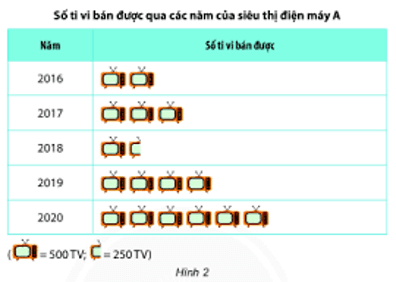 Số ti vi bán được qua các năm của siêu thị điện máy A
Năm Số ti vi bán được
2016
2017
2018
2019
2020
( = 500 TV; = 250 TV)
Hình 2